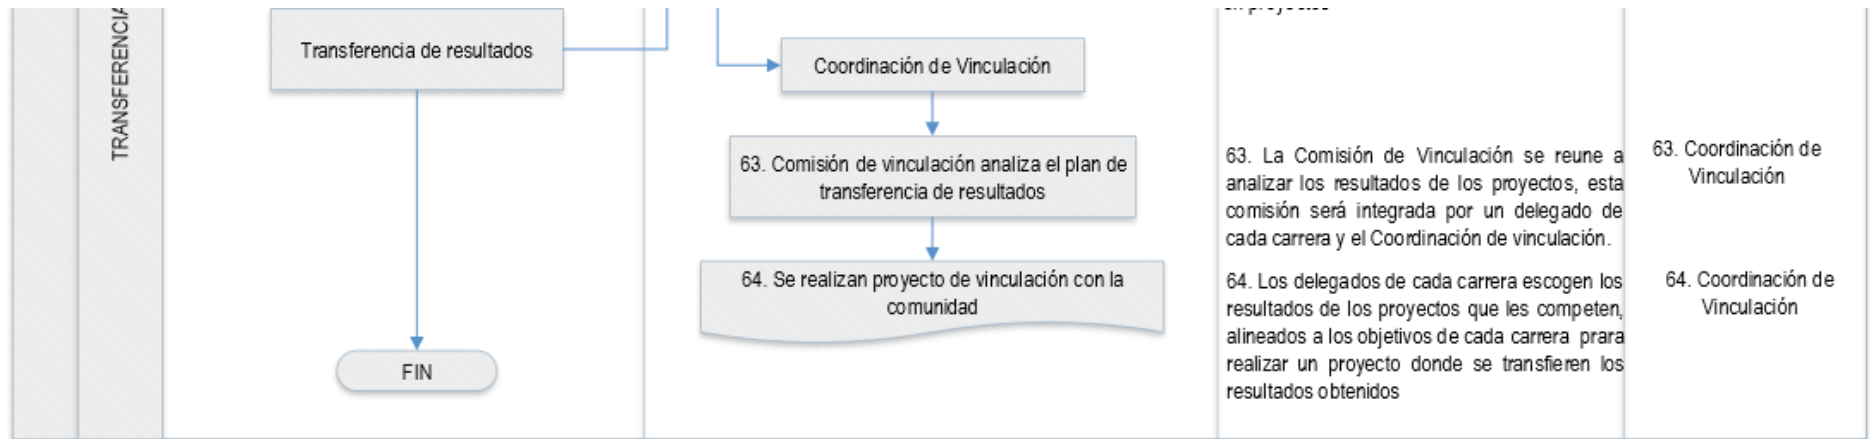 TRANSFERENCIA
Transferencia de resultados
FIN
Coordinación de Vinculación
63. Comisión de vinculación analiza el plan de
transferencia de resultados
64. Se realizan proyecto de vinculación con la
comunidad
63. La Comisión de Vinculación se reune a
analizar los resultados de los proyectos, esta
comisión será integrada por un delegado de
cada carrera y el Coordinación de vinculación.
64. Los delegados de cada carrera escogen los
resultados de los proyectos que les competen,
alineados a los objetivos de cada carrera prara
realizar un proyecto donde se transfieren los
resultados obtenidos
63. Coordinación de
Vinculación
64. Coordinación de
Vinculación